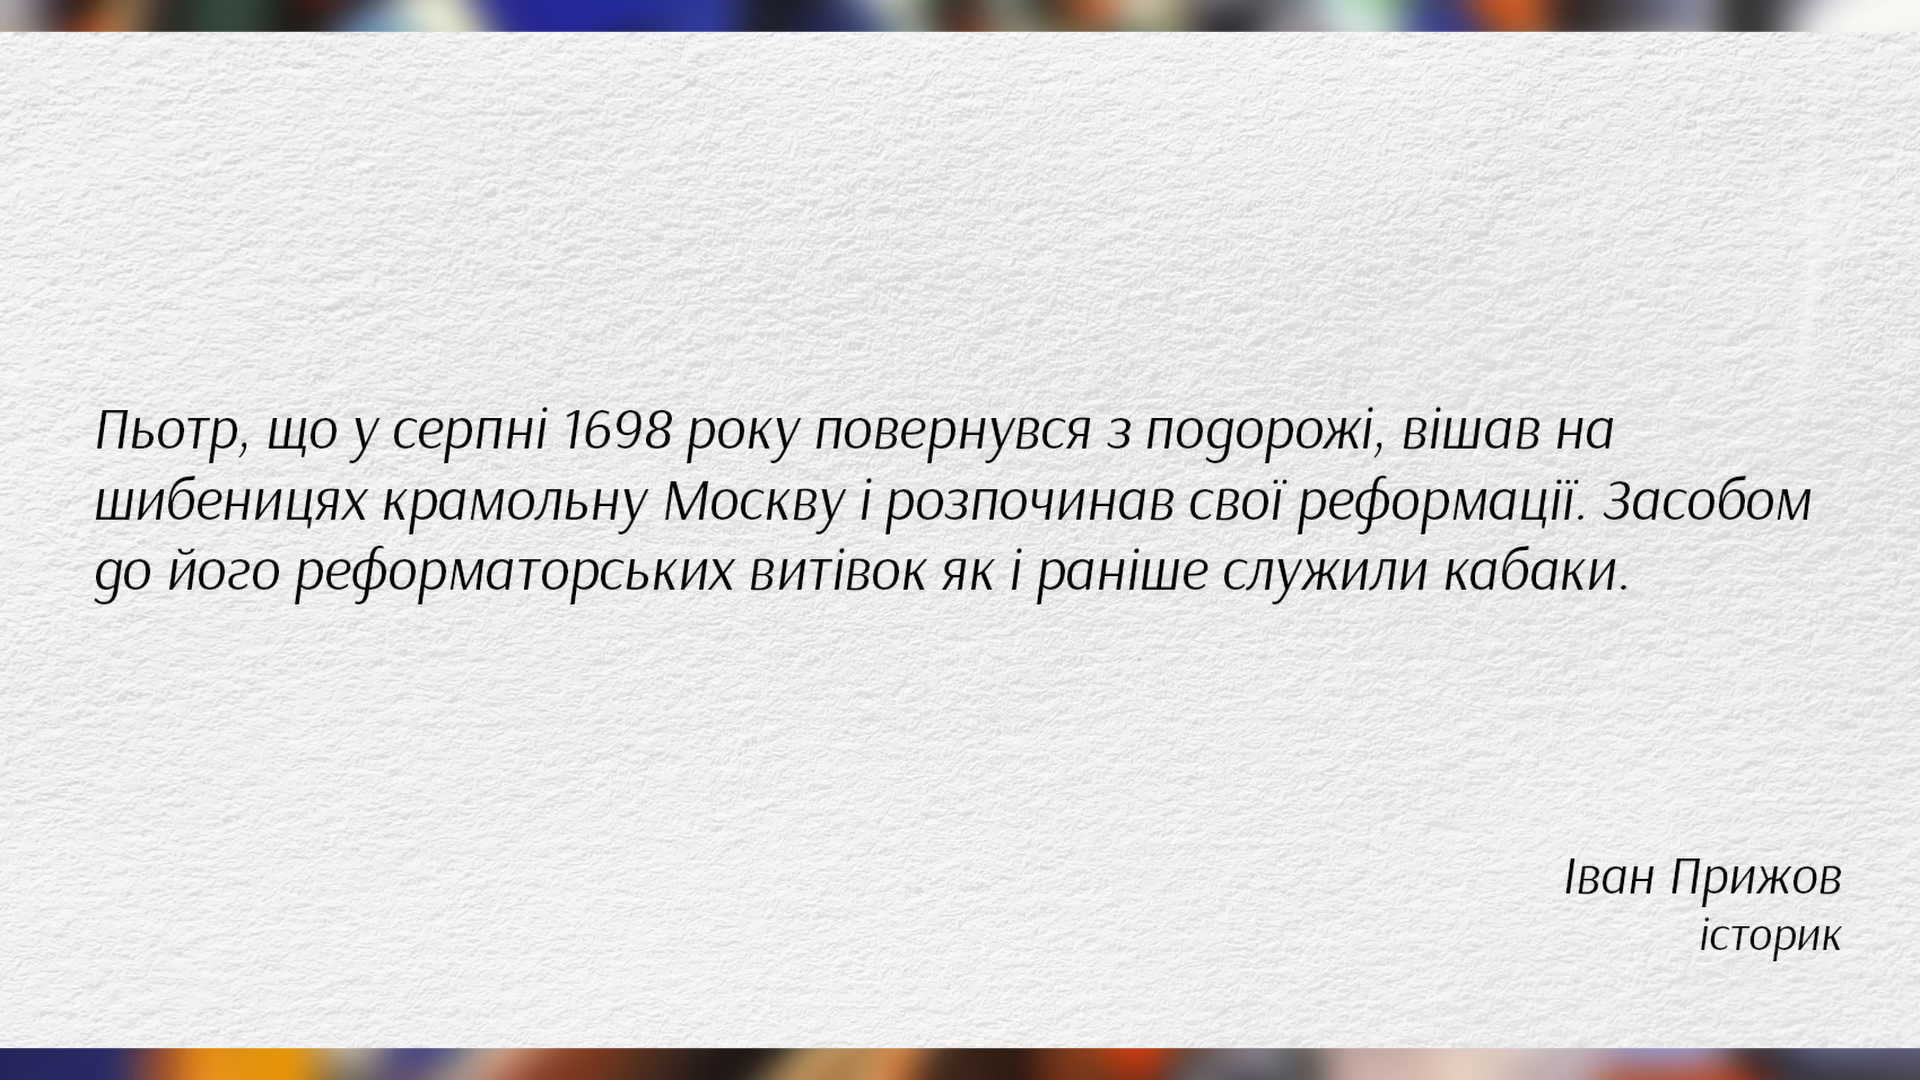 Пьотр, що у серпні 1698 року повернувся з подорожі, вішав на
шибеницях крамольну Москву і розпочинав свої реформації. Засобом
до його реформаторських витівок як і раніше служили кабаки.
Іван Прижов
історик